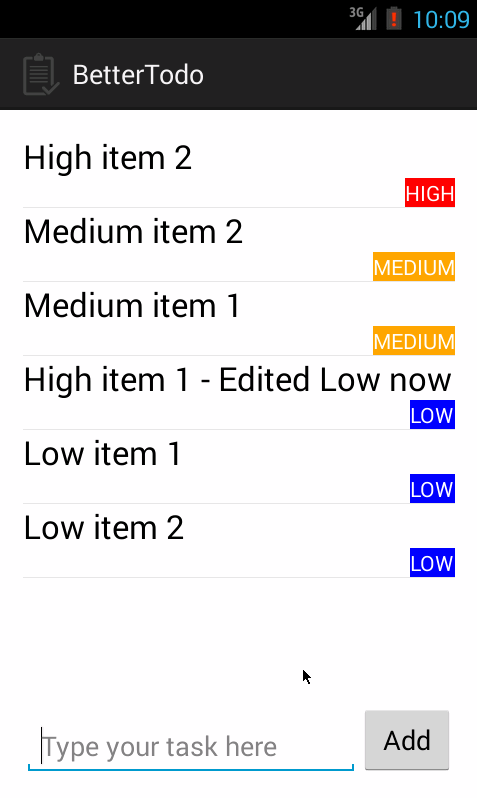 3G 10:09
BetterTodo
High item 2
HIGH
Medium item 2
MEDIUM
Medium item 1
MEDIUM
High item 1 - Edited Low now
LOW
Low item 1
LOW
Low item 2
LOW
Type your task here
Add